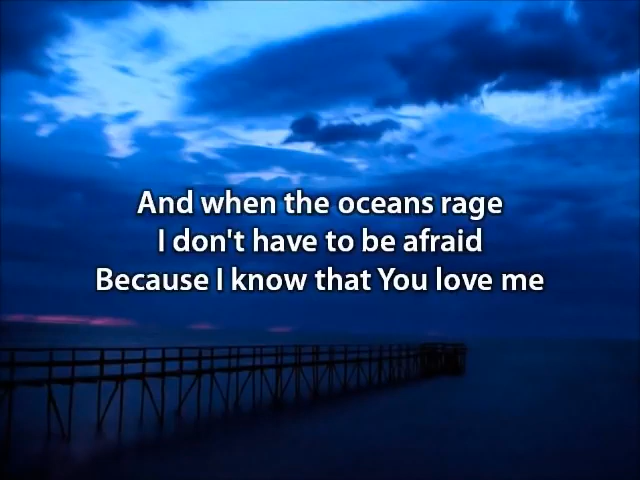 And when the oceans rage
I don't have to be afraid
Because I know that You love me